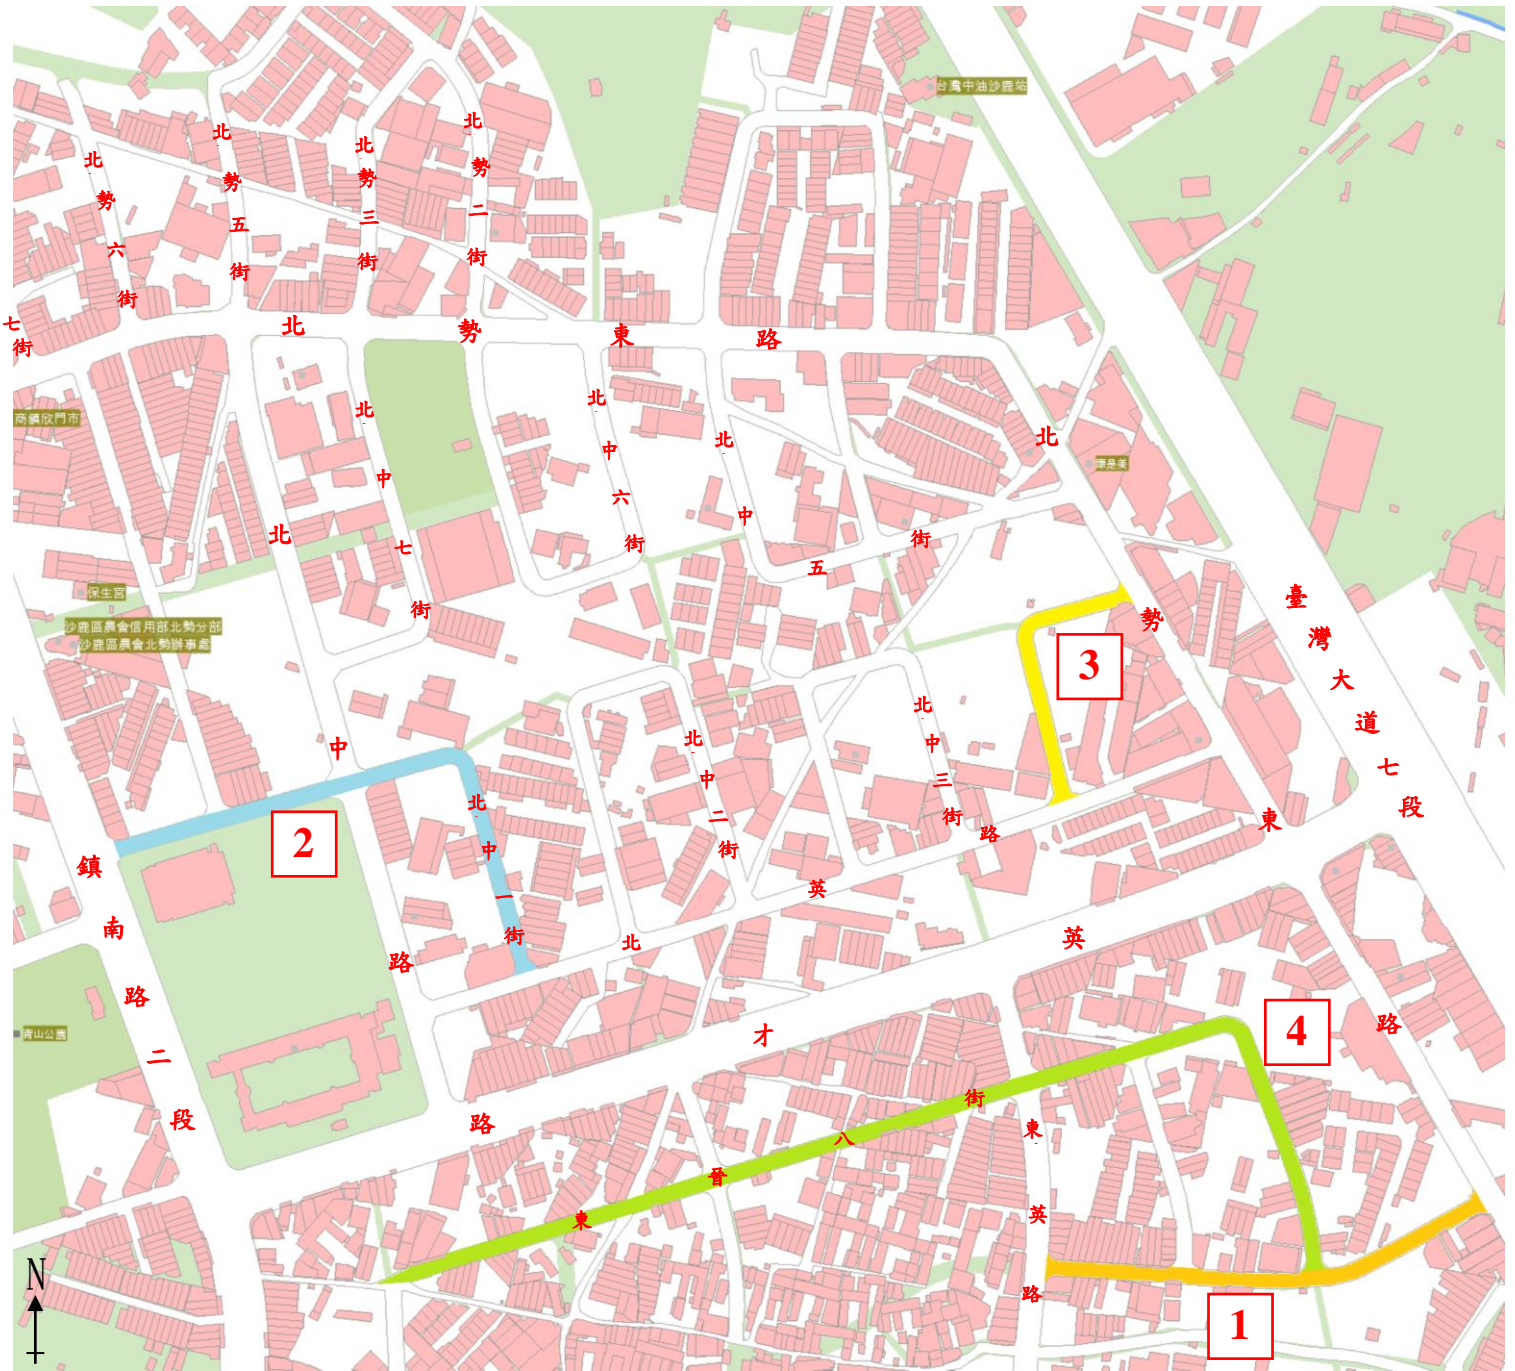 台灣中油沙鹿站
北勢二街
北勢三街
北勢五街
北勢六街
七街
北勢東路
商傎欣門市
北中七街
北中六街
北中五街
康是美
保生宮
沙鹿區農會信用部北勢分部
沙鹿區農會北勢辦事處
北中路
北勢東路
臺灣大道七段
3
北中三街
北中二街
北中一街
2
北英路
鎮南路二段
青山公園
英才路
路
4
東晉八街
東英路
1
N